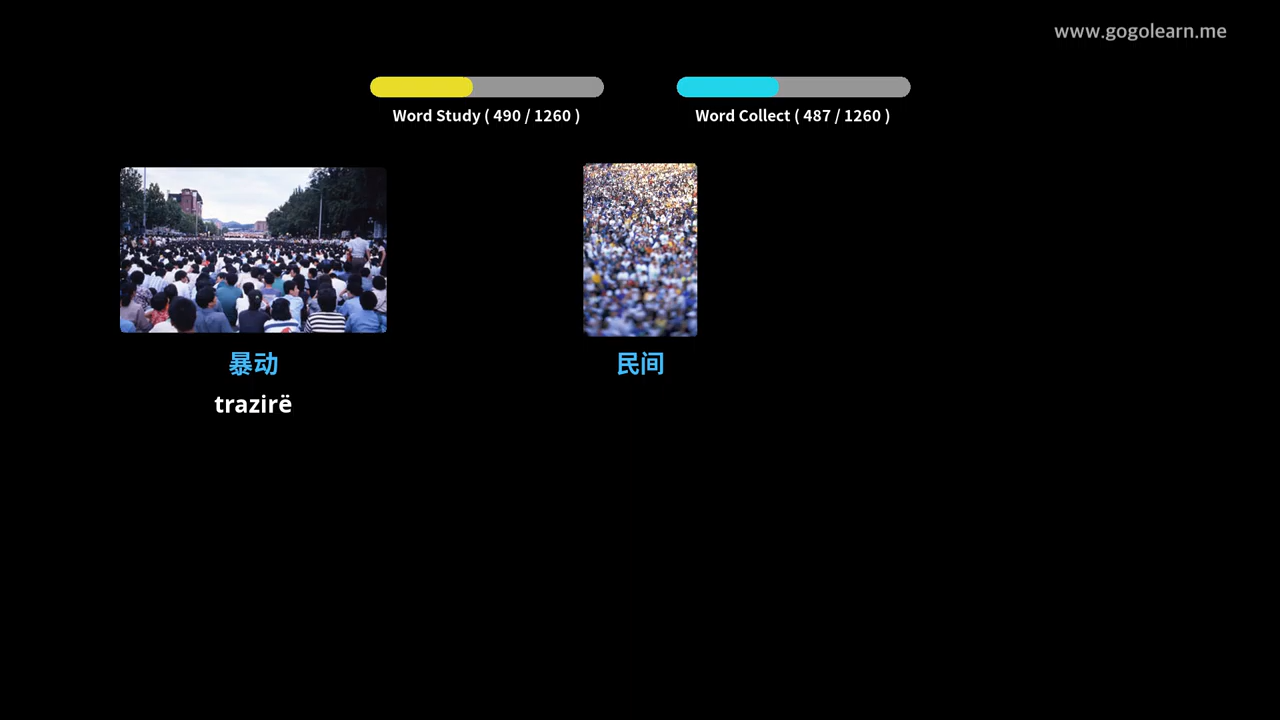 www.gogolearn.me
Word Study ( 490 / 1260 )
Word Collect ( 487 / 1260 )
暴动
民间
trazirë